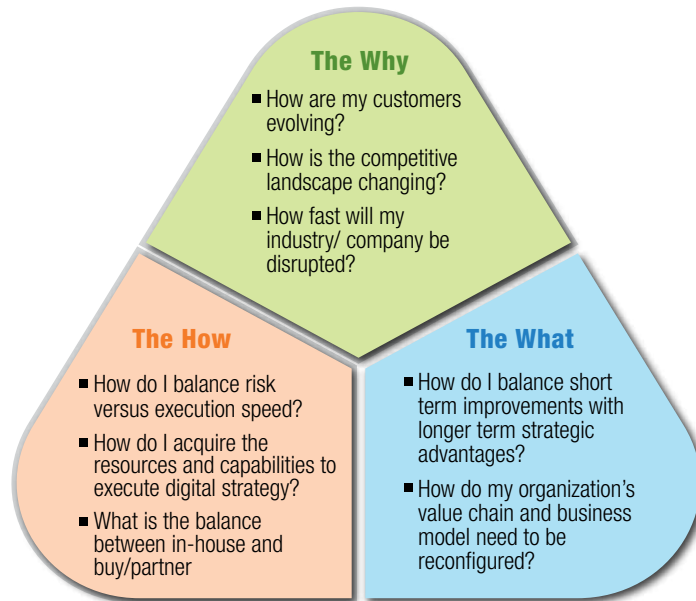 The Why
■ How are my customers
evolving?
■ How is the competitive
landscape changing?
■ How fast will my
industry/ company be
disrupted?
The How
■ How do I balance risk
versus execution speed?
■ How do I acquire the
resources and capabilities to
execute digital strategy?
■ What is the balance
between in-house and
buy/partner
The What
■ How do I balance short
term improvements with
longer term strategic
advantages?
■ How do my organization’s
value chain and business
model need to be
reconfigured?